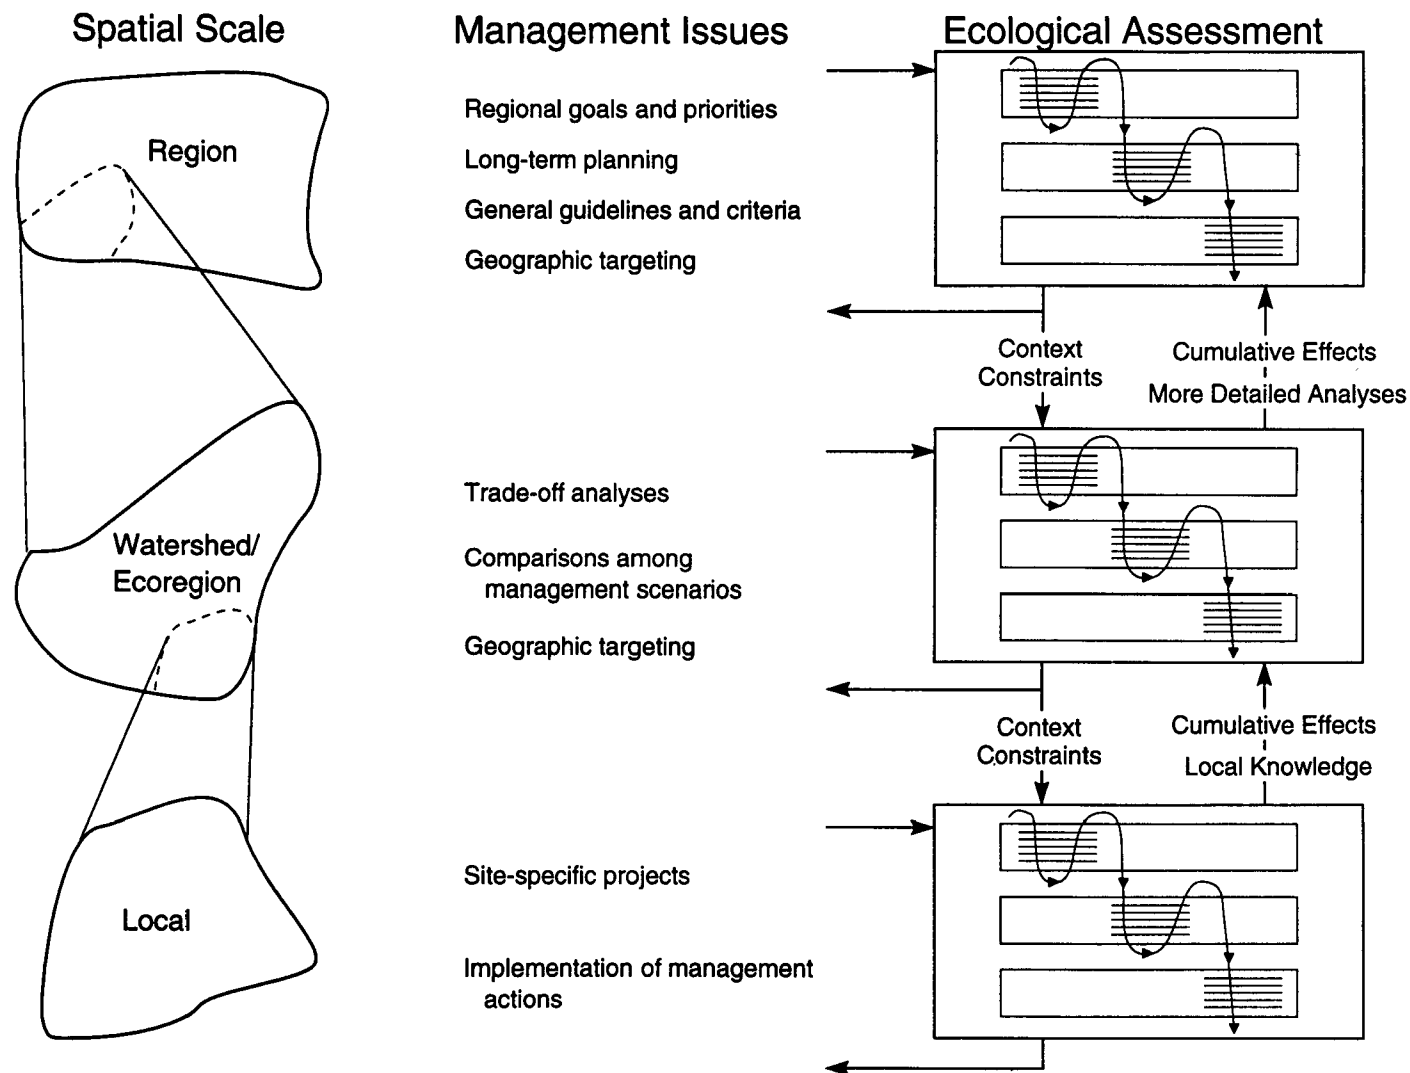 Spatial Scale
Management Issues
Ecological Assessment
Region
Regional goals and priorities
Long-term planning
General guidelines and criteria
Geographic targeting
Context
Constraints
Cumulative Effects
More Detailed Analyses
Watershed/
Ecoregion
Trade-off analyses
Comparisons among
management scenarios
Geographic targeting
Context
Constraints
Cumulative Effects
Local Knowledge
Local
Site-specific projects
Implementation of management
actions